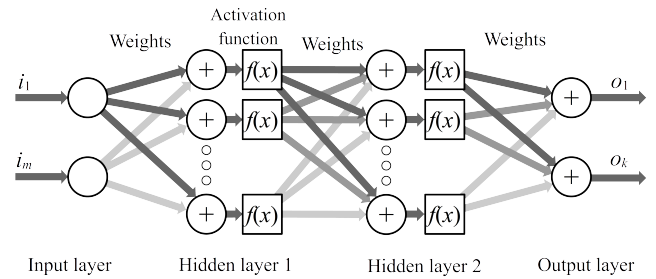 Activation
function
Weights
Weights
Weights
i1
+
f(x)
+
f(x)
+
o1
+
f(x)
+
f(x)
im
+
ok
+
f(x)
+
f(x)
Input layer
Hidden layer 1
Hidden layer 2
Output layer